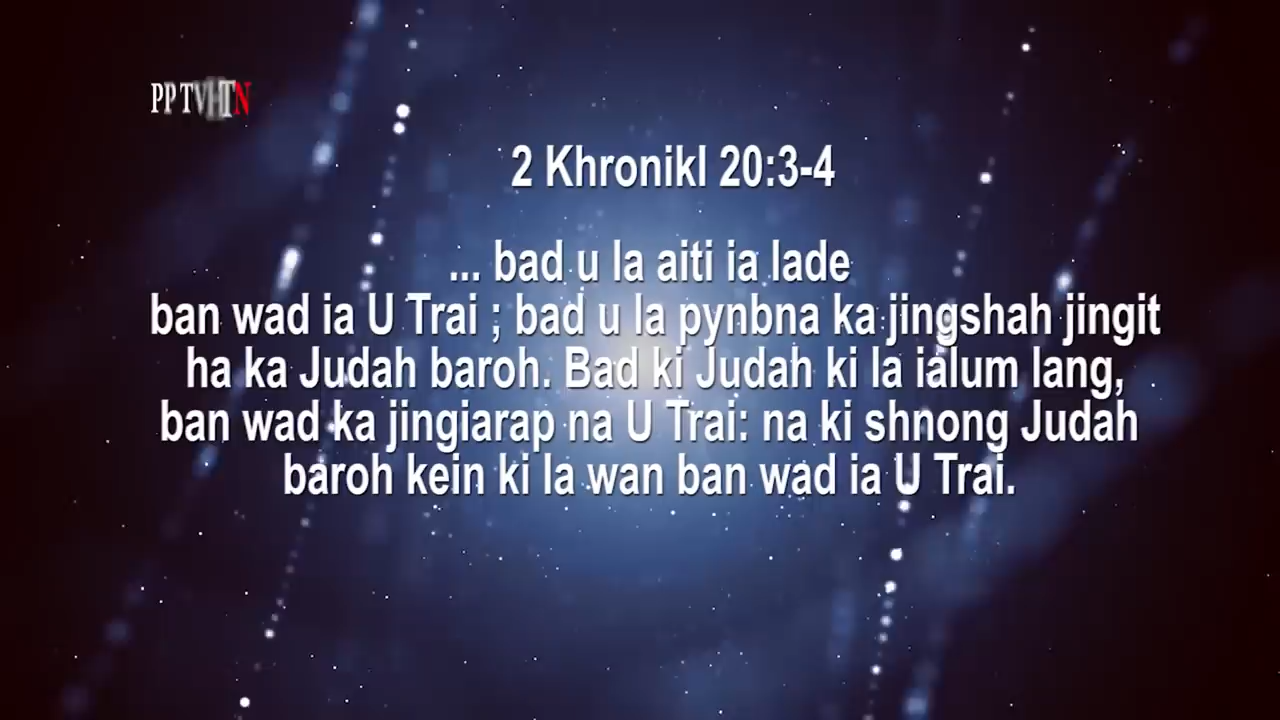 PP TVHTN
2 Khronikl 20:3-4
... bad u la aiti ia lade
ban wad ia U Trai ; bad u la pynbna ka jingshah jingit
ha ka Judah baroh. Bad ki Judah ki la ialum lang,
ban wad ka jingiarap na U Trai: na ki shnong Judah
baroh kein ki la wan ban wad ia U Trai.